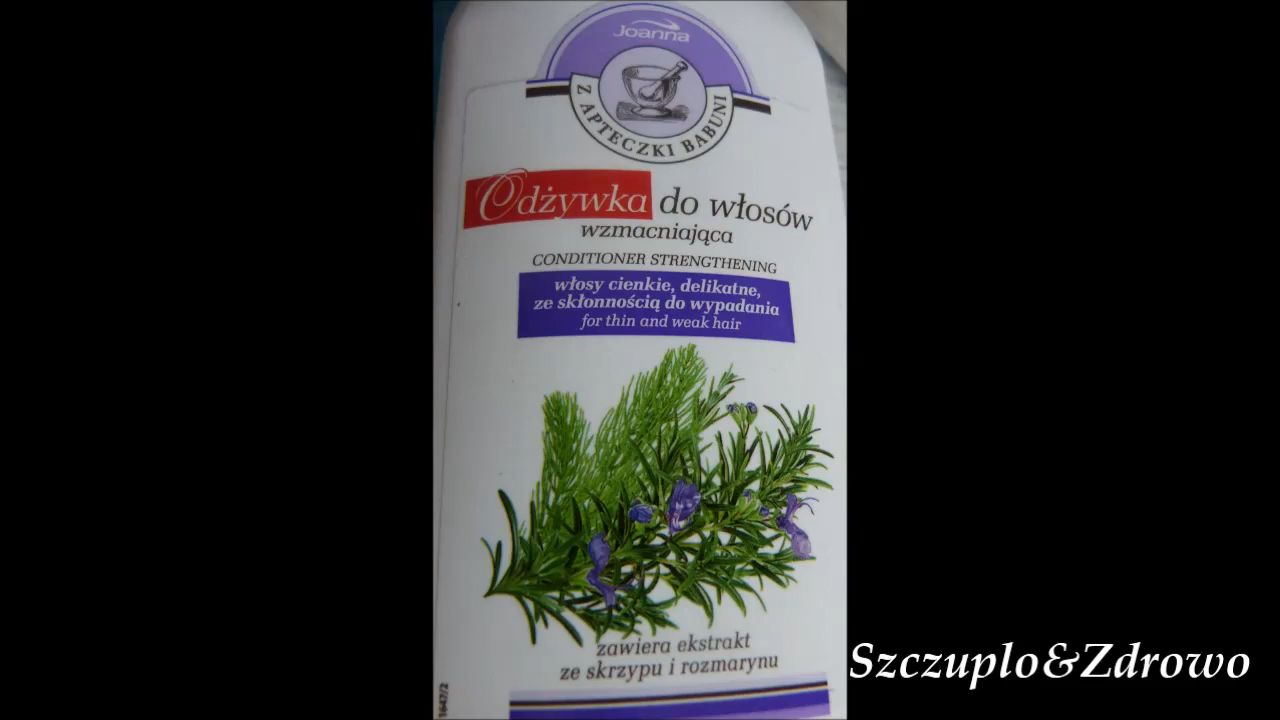 Joanna
Z APTECZKI BABUNI
Odżywka do włosów
wzmacniająca
CONDITIONER STRENGTHENING
włosy cienkie, delikatne,
ze skłonnością do wypadania
for thin and weak hair
zawiera ekstrakt
ze skrzypu i rozmarynu
1647/2
Szczuplo&Zdrowo